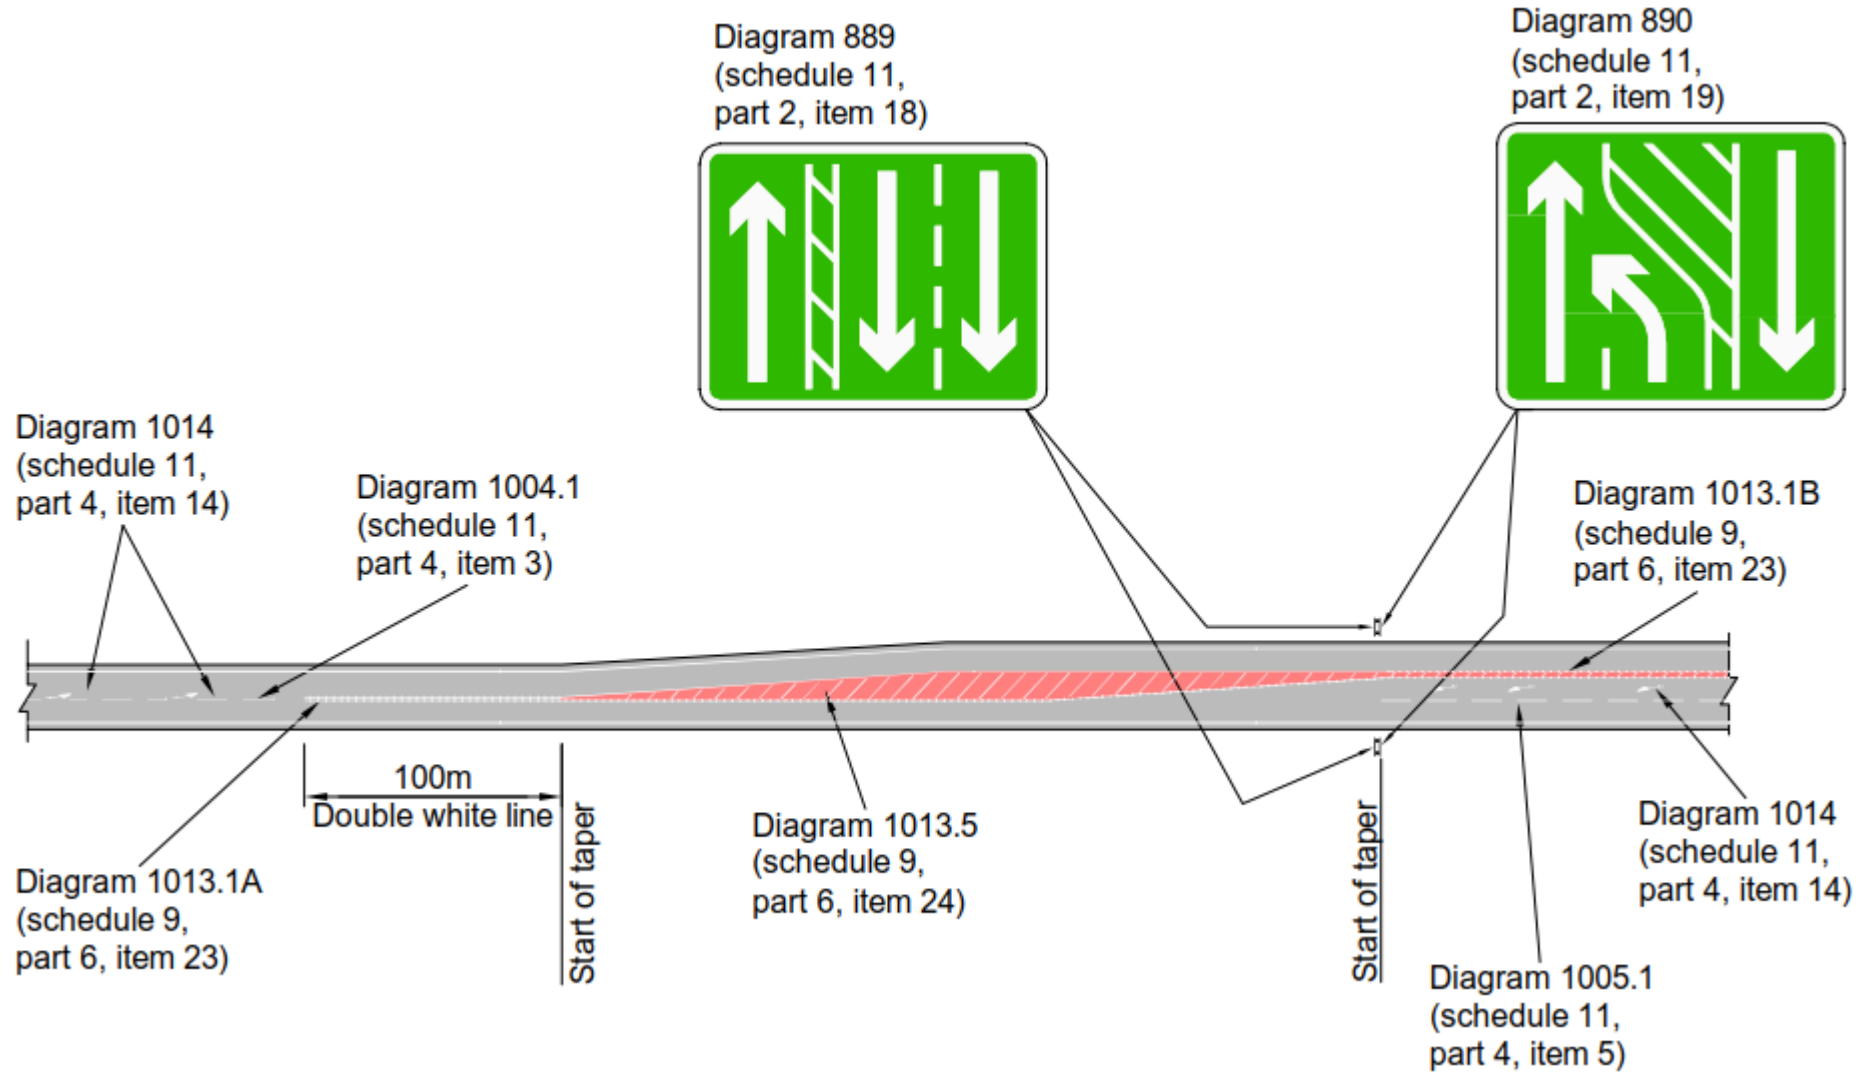 Diagram 889
(schedule 11,
part 2, item 18)
Diagram 890
(schedule 11,
part 2, item 19)
Diagram 1014
(schedule 11,
part 4, item 14)
Diagram 1004.1
(schedule 11,
part 4, item 3)
Diagram 1013.1B
(schedule 9,
part 6, item 23)
100m
Double white line
Start of taper
Diagram 1013.1A
(schedule 9,
part 6, item 23)
Diagram 1013.5
(schedule 9,
part 6, item 24)
Start of taper
Diagram 1014
(schedule 11,
part 4, item 14)
Diagram 1005.1
(schedule 11,
part 4, item 5)